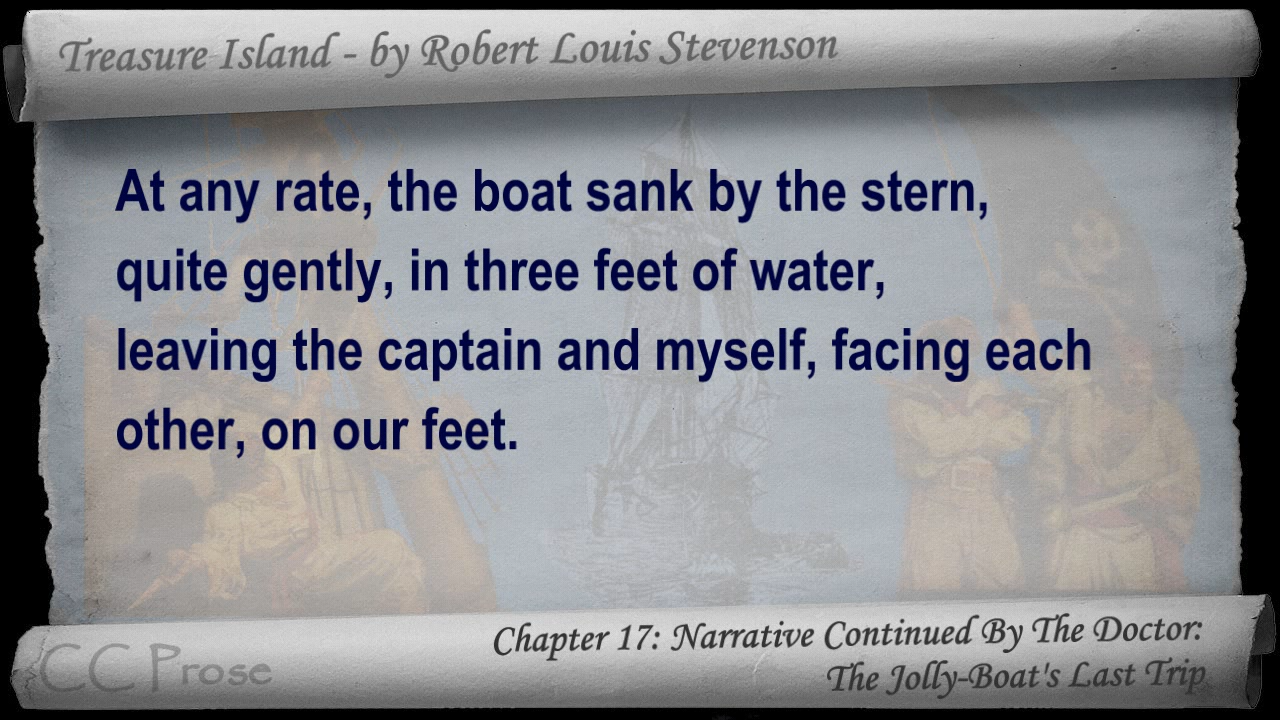 Treasure Island - by Robert Louis Stevenson
At any rate, the boat sank by the stern,
quite gently, in three feet of water,
leaving the captain and myself, facing each
other, on our feet.
Chapter 17: Narrative Continued By The Doctor:
The Jolly-Boat's Last Trip
CC Prose